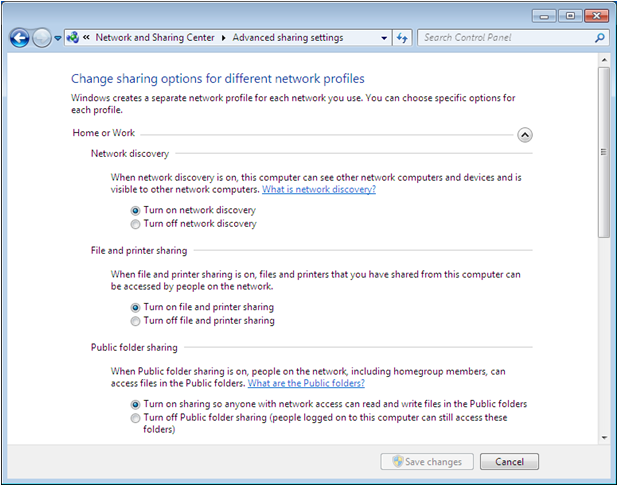 « Network and Sharing Center ▸ Advanced sharing settings
Search Control Panel
Change sharing options for different network profiles
Windows creates a separate network profile for each network you use. You can choose specific options for
each profile.
Home or Work
Network discovery
When network discovery is on, this computer can see other network computers and devices and is
visible to other network computers. What is network discovery?
Turn on network discovery
Turn off network discovery
File and printer sharing
When file and printer sharing is on, files and printers that you have shared from this computer can
be accessed by people on the network.
Turn on file and printer sharing
Turn off file and printer sharing
Public folder sharing
When Public folder sharing is on, people on the network, including homegroup members, can
access files in the Public folders. What are the Public folders?
Turn on sharing so anyone with network access can read and write files in the Public folders
Turn off Public folder sharing (people logged on to this computer can still access these
folders)
Save changes
Cancel